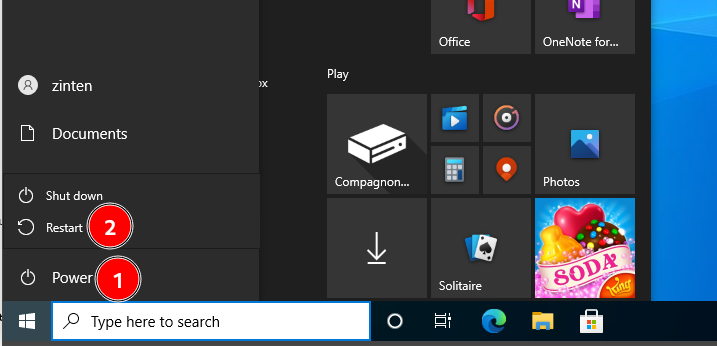 Office
OneNote for...
Play
zinten
ox
Documents
Compagnon...
Photos
Shut down
Restart
2
Power
1
Solitaire
SODA
King
Type here to search